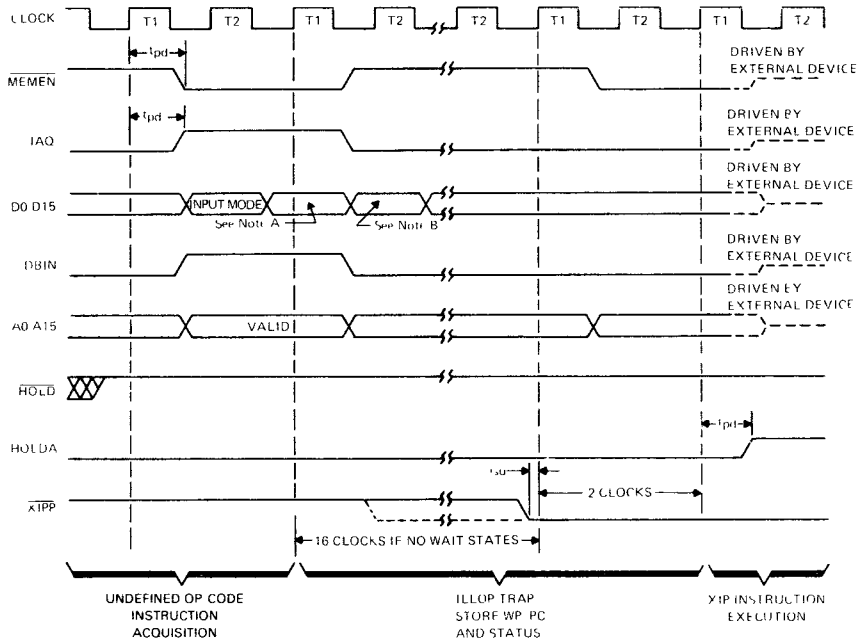 CLOCK T1 T2 T1 T2 T2 T1 T2 T1 T2
tpd
MEMEN
DRIVEN BY
EXTERNAL DEVICE
tpd
IAQ
DRIVEN BY
EXTERNAL DEVICE
D0 D15 INPUT MODE
See Note A See Note B
DRIVEN BY
EXTERNAL DEVICE
DBIN
DRIVEN BY
EXTERNAL DEVICE
A0 A15 VALID
DRIVEN BY
EXTERNAL DEVICE
HOLD
HOLDA
tpd
tsu
XIPP
2 CLOCKS
16 CLOCKS IF NO WAIT STATES
UNDEFINED OP CODE
INSTRUCTION
ACQUISITION
ILLOP TRAP
STORE WP, PC
AND STATUS
XIP INSTRUCTION
EXECUTION